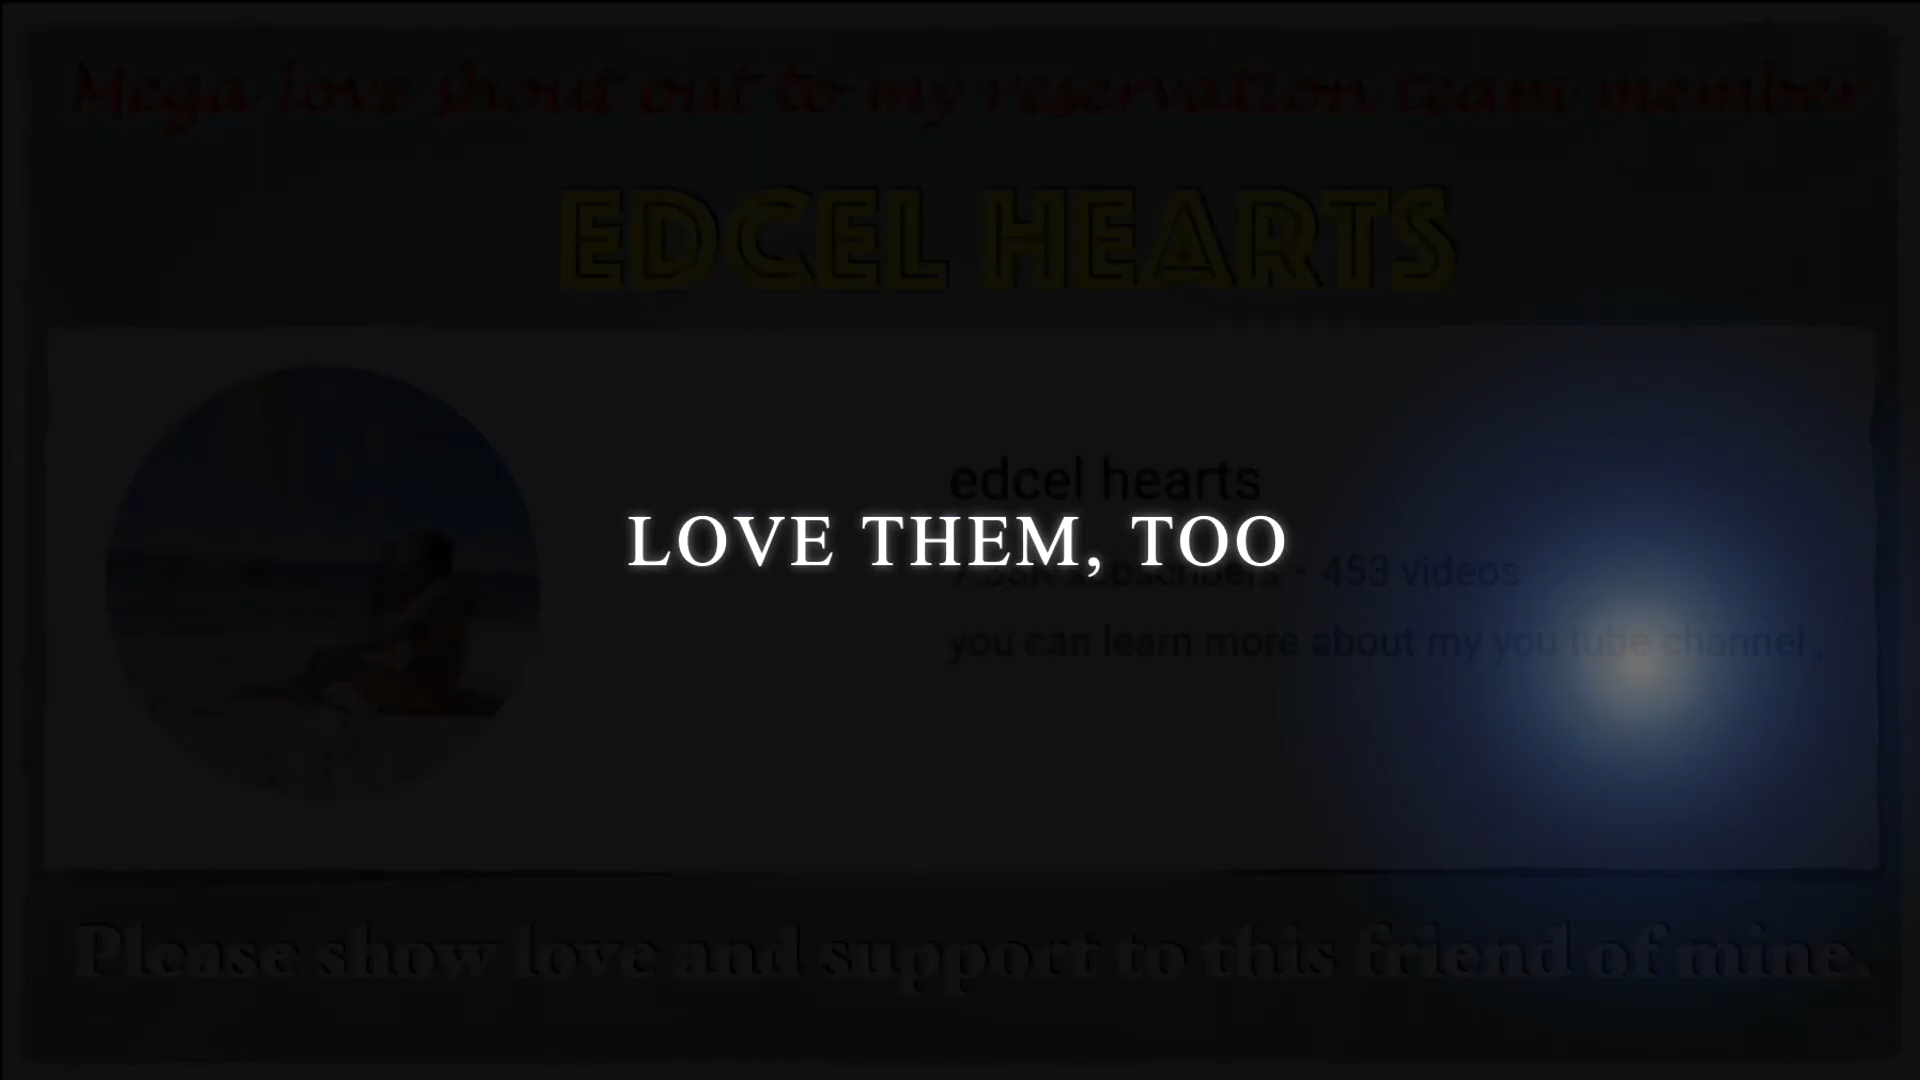 Mega love shout out to my reservation team member
EDCEL HEARTS
edcel hearts
LOVE THEM, TOO
subscribers • 453 videos
you can learn more about my you tube channel ,
Please show love and support to this friend of mine.